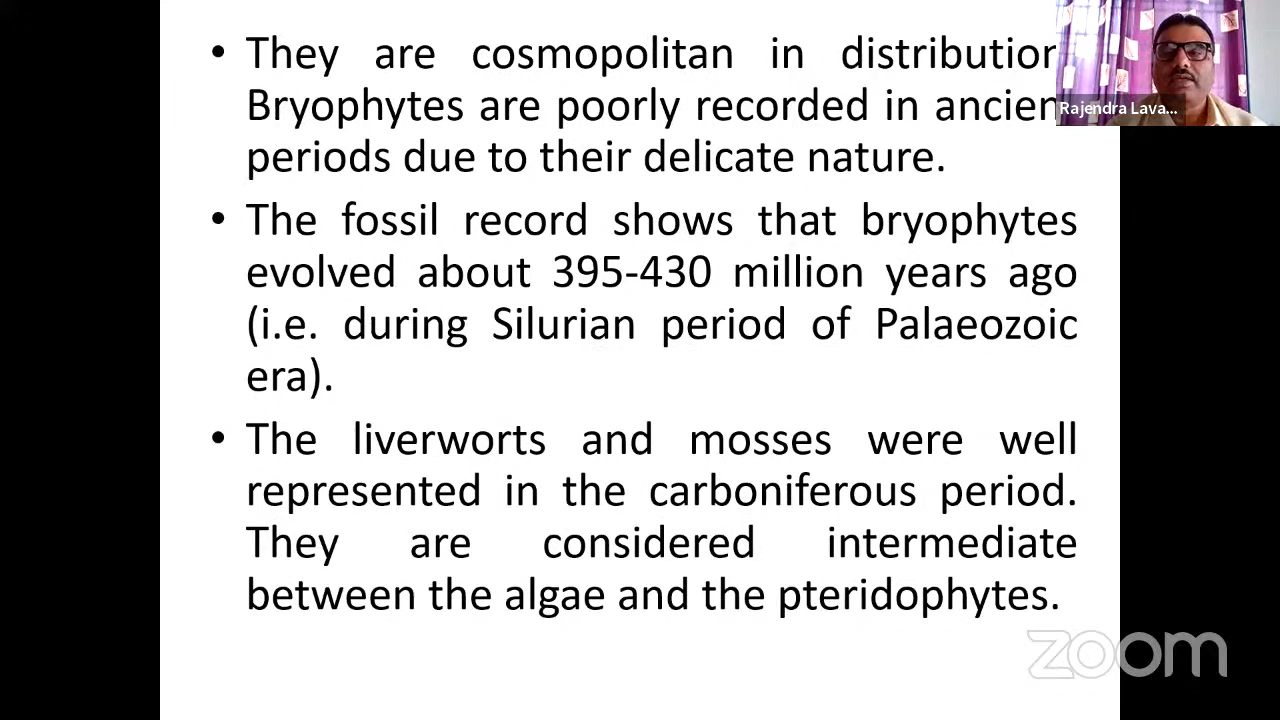 • They are cosmopolitan in distribution
Bryophytes are poorly recorded in ancien
periods due to their delicate nature.
• The fossil record shows that bryophytes
evolved about 395-430 million years ago
(i.e. during Silurian period of Palaeozoic
era).
• The liverworts and mosses were well
represented in the carboniferous period.
They are considered intermediate
between the algae and the pteridophytes.
Rajendra Lava...
zoom